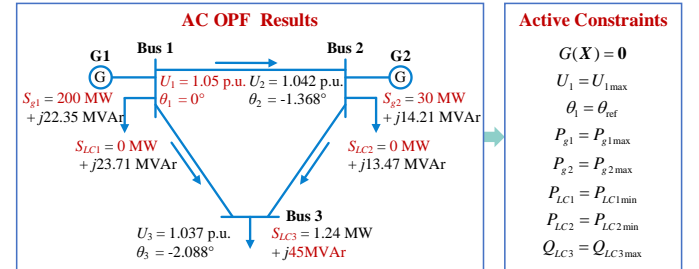 AC OPF Results
G1
Bus 1
Bus 2
G2
G
G
U1 = 1.05 p.u.
θ1 = 0°
U2 = 1.042 p.u.
θ2 = -1.368°
Sg1 = 200 MW
+ j22.35 MVAr
Sg2 = 30 MW
+ j14.21 MVAr
SLC1 = 0 MW
+ j23.71 MVAr
SLC2 = 0 MW
+ j13.47 MVAr
Bus 3
U3 = 1.037 p.u.
θ3 = -2.088°
SLC3 = 1.24 MW
+ j45MVAr
Active Constraints
G(X) = 0
U1 = U1max
θ1 = θref
Pg1 = Pg1max
Pg2 = Pg2max
PLC1 = PLC1min
PLC2 = PLC2min
QLC3 = QLC3max